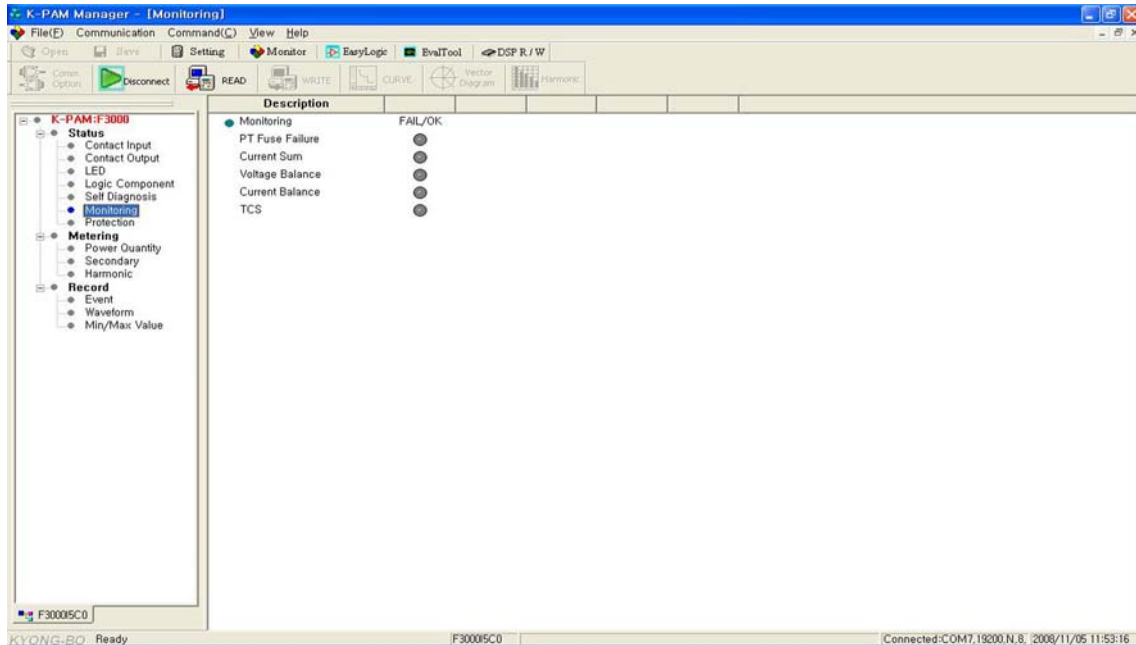 K-PAM Manager - [Monitoring]
File(F) Communication Command(C) View Help
Open Save Setting Monitor EasyLogic EvalTool DSP R / W
Comm. Option Disconnect READ WRITE CURVE Vector Diagram Harmonic
Description
K-PAM:F3000
Status
Contact Input
Contact Output
LED
Logic Component
Self Diagnosis
Monitoring
Protection
Metering
Power Quantity
Secondary
Harmonic
Record
Event
Waveform
Min/Max Value
Monitoring FAIL/OK
PT Fuse Failure
Current Sum
Voltage Balance
Current Balance
TCS
F3000I5C0
KYONG-BO Ready F3000I5C0 Connected:COM7,19200,N,8, 2008/11/05 11:53:16